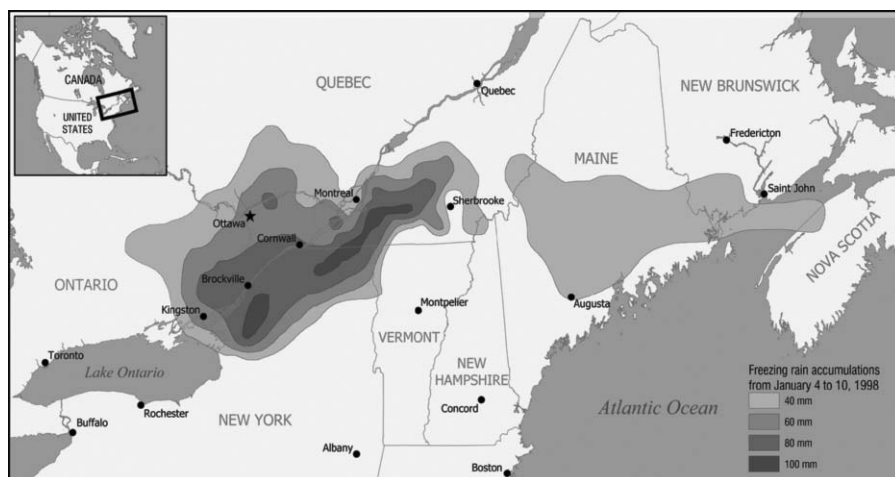 CANADA
UNITED
STATES
QUEBEC
Quebec
NEW BRUNSWICK
Fredericton
MAINE
Saint John
Montreal
Sherbrooke
Ottawa
Cornwall
NOVA SCOTIA
ONTARIO
Brockville
Kingston
Augusta
Montpelier
VERMONT
Toronto
Lake Ontario
NEW
HAMPSHIRE
Freezing rain accumulations
from January 4 to 10, 1998
40 mm
60 mm
80 mm
100 mm
Rochester
Concord
Atlantic Ocean
NEW YORK
Buffalo
Albany
Boston